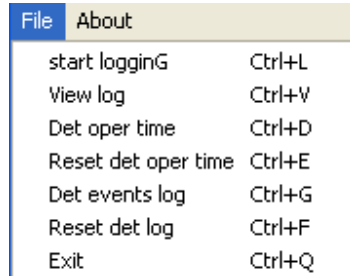 File About
start logginG Ctrl+L
View log Ctrl+V
Det oper time Ctrl+D
Reset det oper time Ctrl+E
Det events log Ctrl+G
Reset det log Ctrl+F
Exit Ctrl+Q